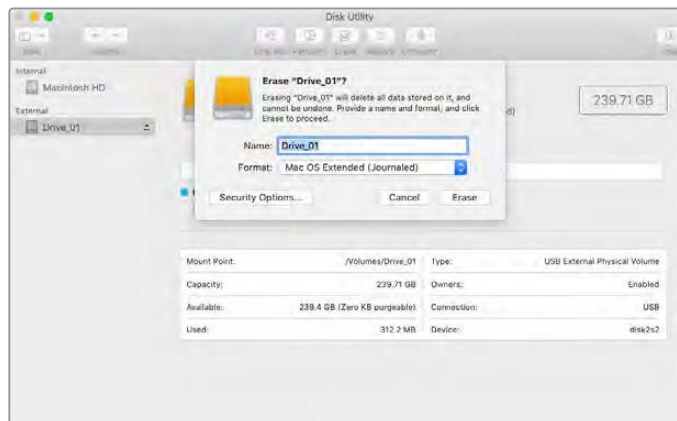 Disk Utility
Internal
Macintosh HD
External
Drive_01
Erase "Drive_01"?
Erasing "Drive_01" will delete all data stored on it, and
cannot be undone. Provide a name and format, and click
Erase to proceed.
Name: Drive_01
Format: Mac OS Extended (Journaled)
Security Options... Cancel Erase
239.71 GB
Mount Point: /Volumes/Drive_01 Type: USB External Physical Volume
Capacity: 239.71 GB Owners: Enabled
Available: 239.4 GB (Zero KB purgeable) Connection: USB
Used: 312.2 MB Device: disk2s2